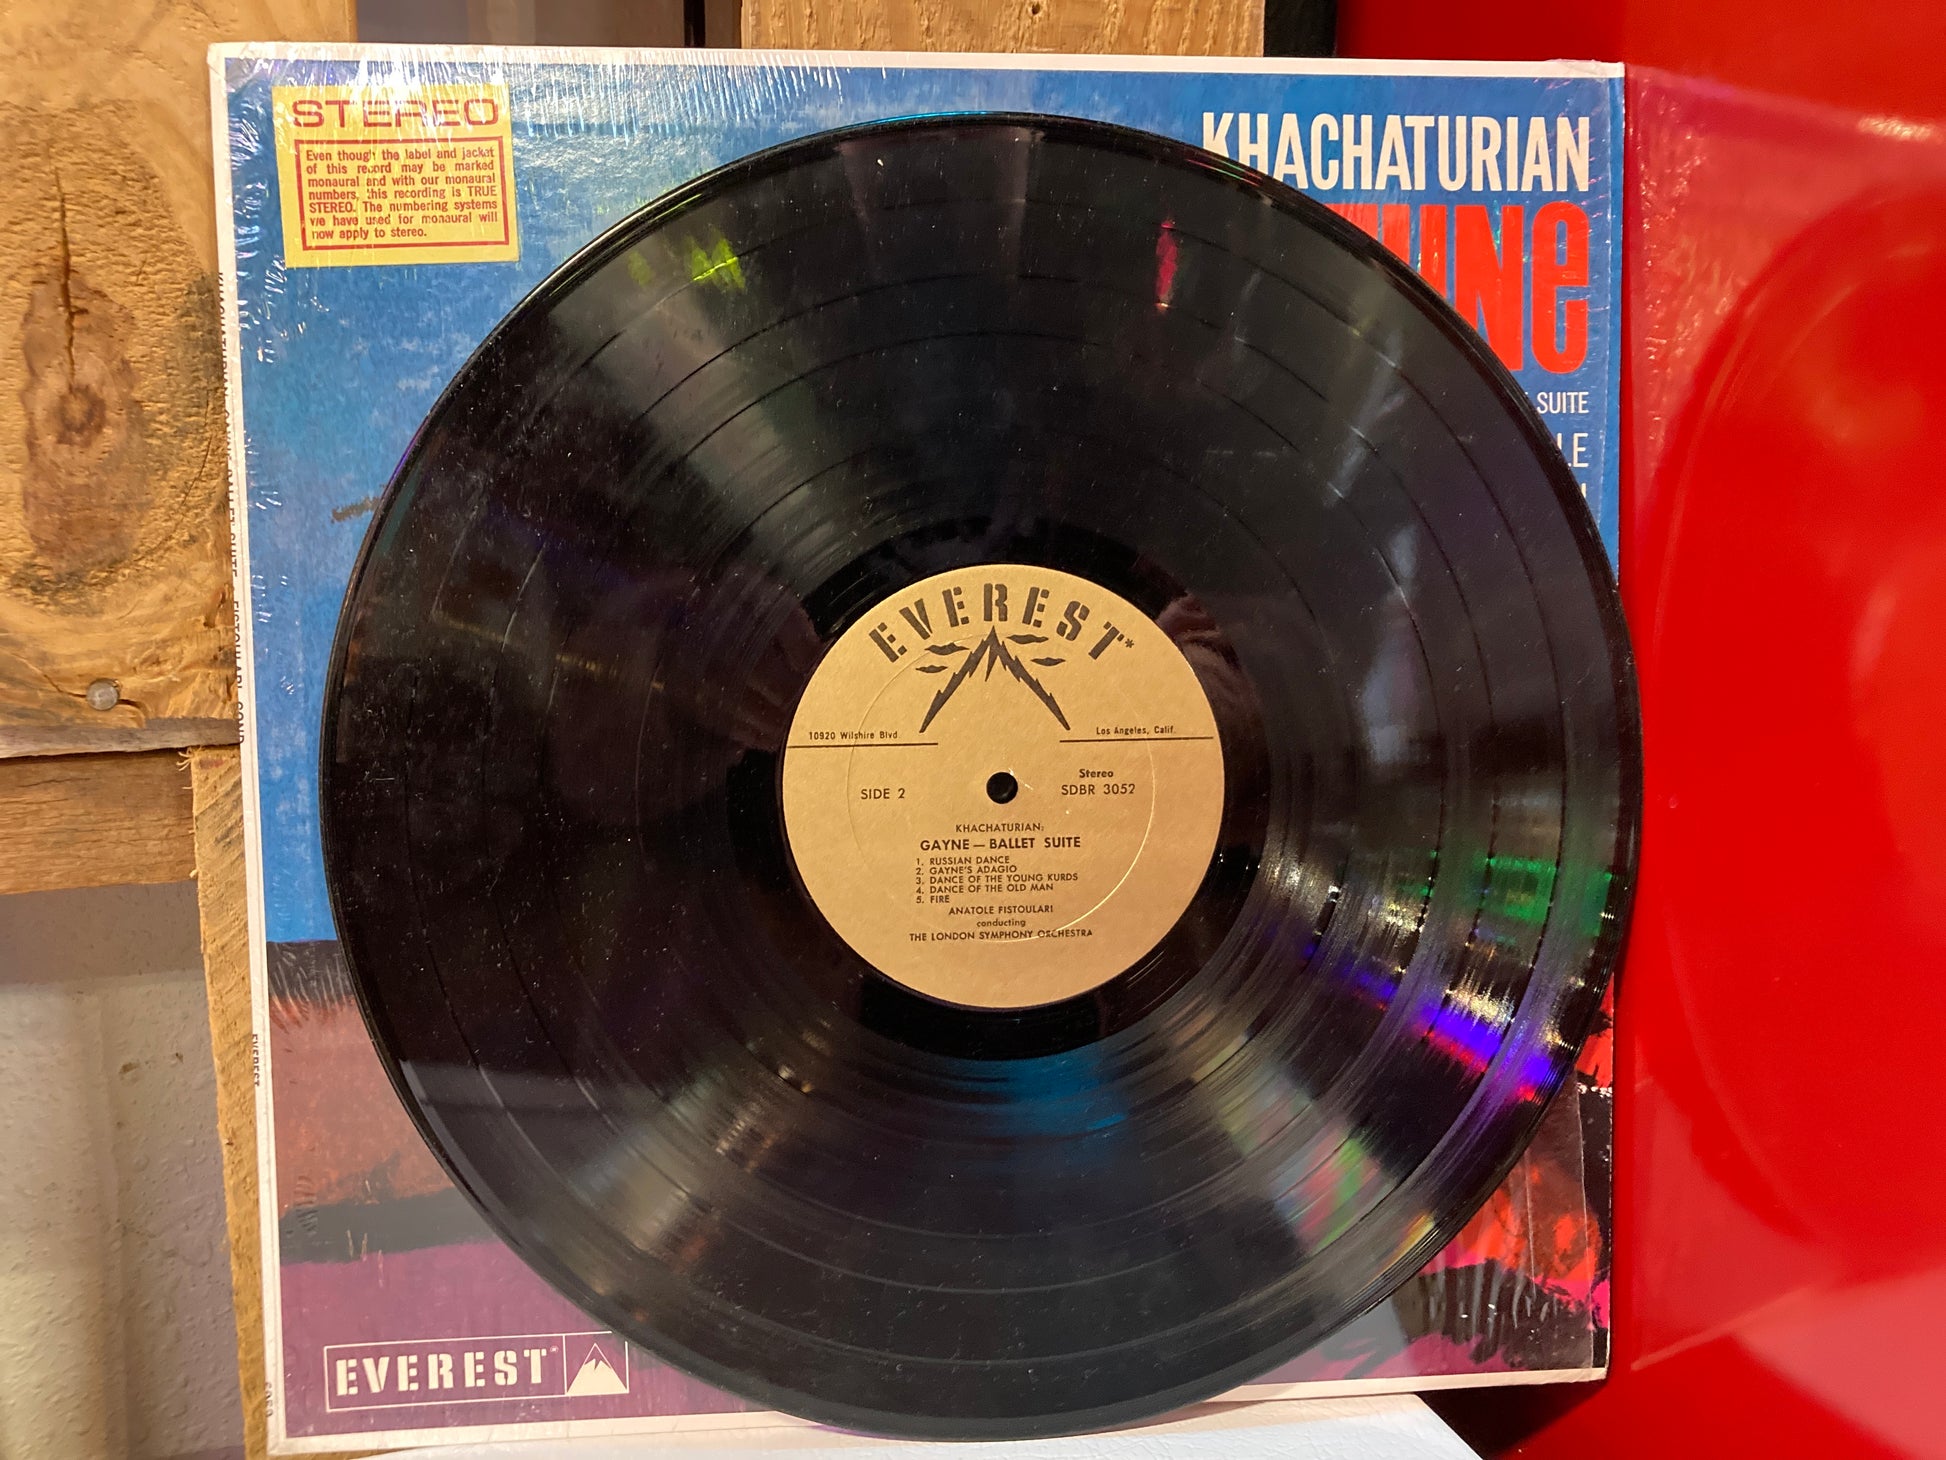 STEREO
Even though the label and jacket
of this record may be marked
monaural and with our monaural
numbers, this recording is TRUE
STEREO. The numbering systems
we have used for monaural will
now apply to stereo.
KHACHATURIAN
NE
SUITE
LE
EVEREST*
10920 Wilshire Blvd.
Los Angeles, Calif.
SIDE 2
Stereo
SDBR 3052
KHACHATURIAN:
GAYNE — BALLET SUITE
1. RUSSIAN DANCE
2. GAYNE'S ADAGIO
3. DANCE OF THE YOUNG KURDS
4. DANCE OF THE OLD MAN
5. FIRE
ANATOLE FISTOULARI
conducting
THE LONDON SYMPHONY ORCHESTRA
EVEREST
EVEREST